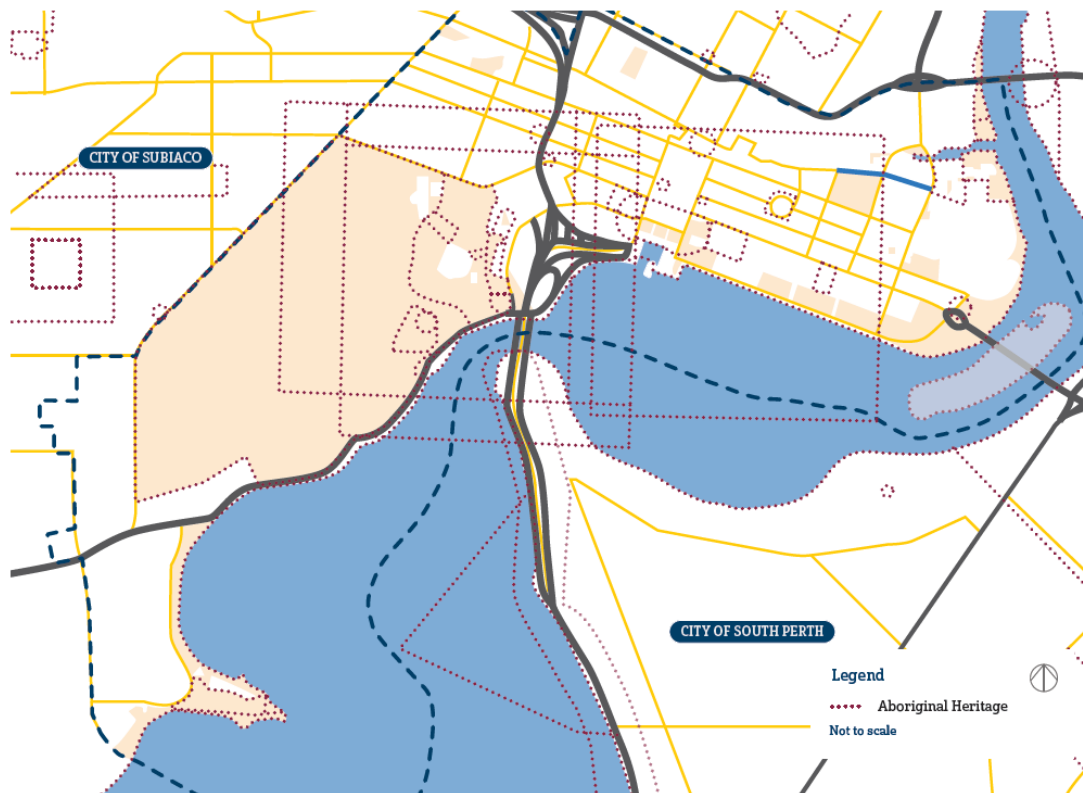 CITY OF SUBIACO
CITY OF SOUTH PERTH
Legend
Aboriginal Heritage
Not to scale